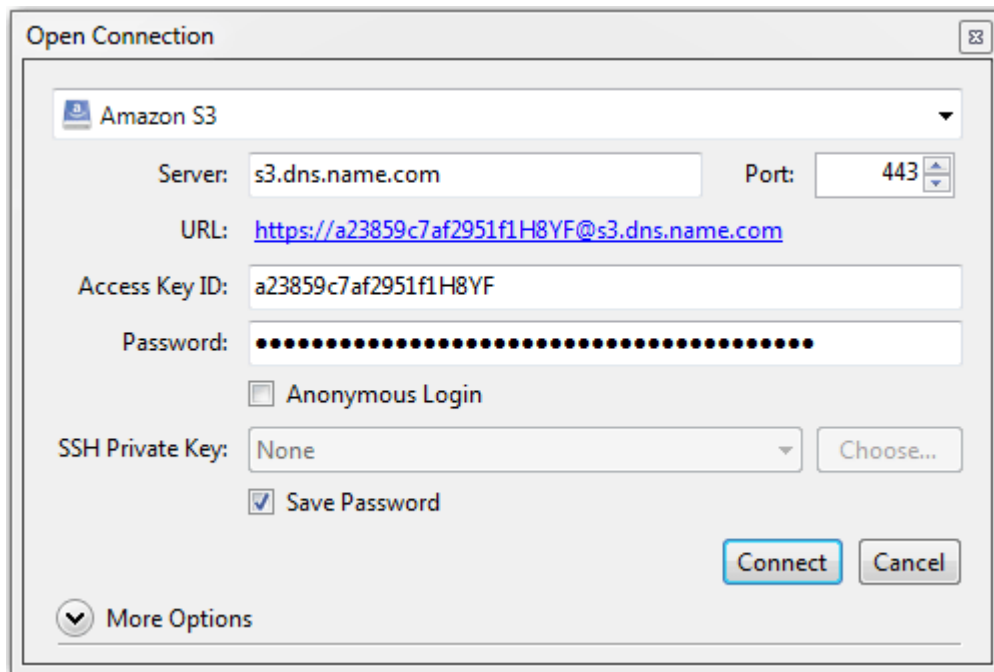 Open Connection
Amazon S3
Server: s3.dns.name.com Port: 443
URL: https://a23859c7af2951f1H8YF@s3.dns.name.com
Access Key ID: a23859c7af2951f1H8YF
Password: ••••••••••••••••••••••••••••••••••••••••
Anonymous Login
SSH Private Key: None Choose...
Save Password
Connect Cancel
More Options